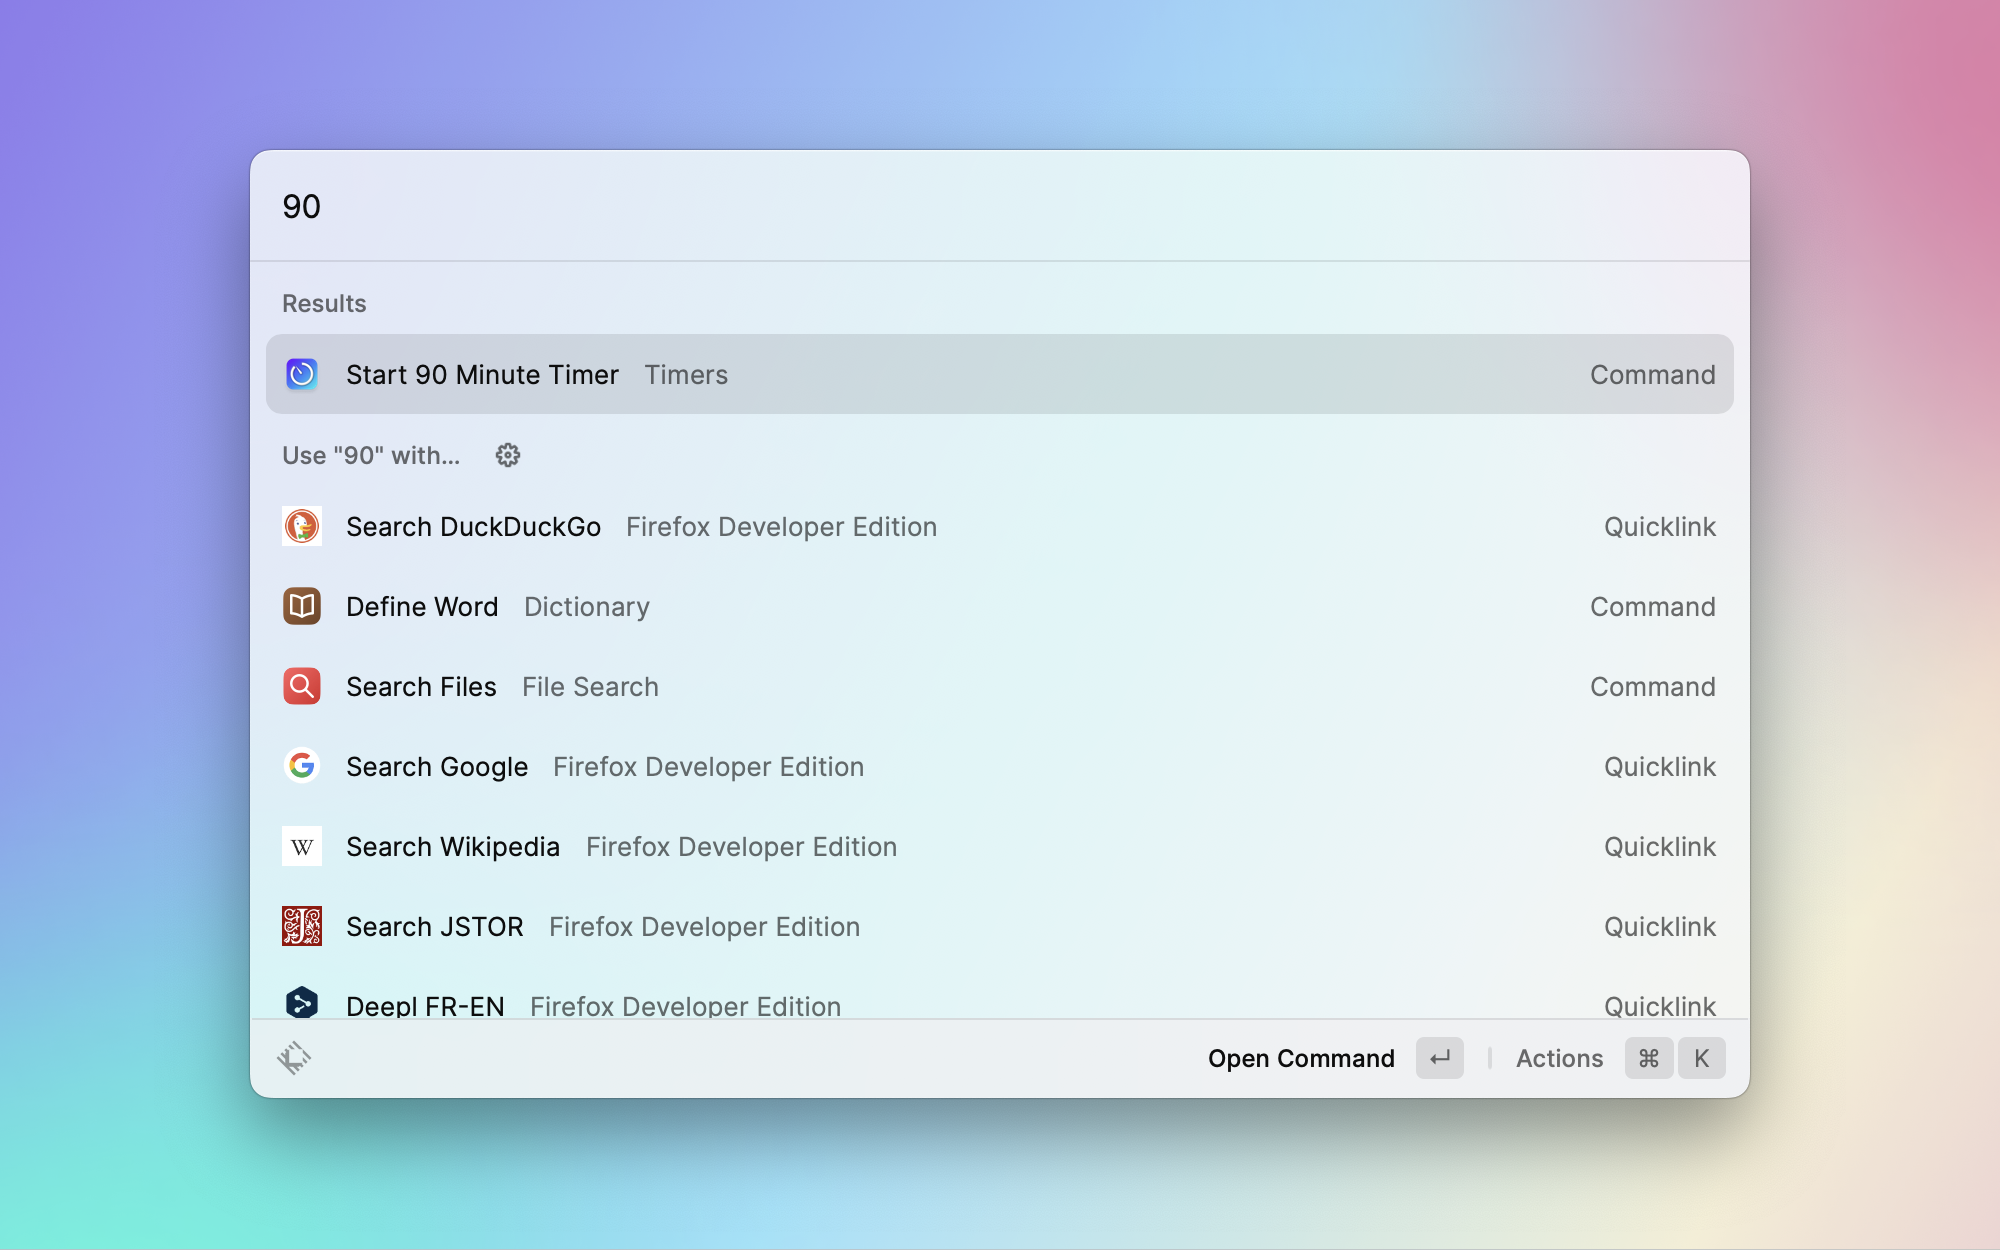 90
Results
Start 90 Minute Timer Timers Command
Use "90" with...
Search DuckDuckGo Firefox Developer Edition Quicklink
Define Word Dictionary Command
Search Files File Search Command
Search Google Firefox Developer Edition Quicklink
W Search Wikipedia Firefox Developer Edition Quicklink
J Search JSTOR Firefox Developer Edition Quicklink
Deepl FR-EN Firefox Developer Edition Quicklink
Open Command ↵ | Actions ⌘ K